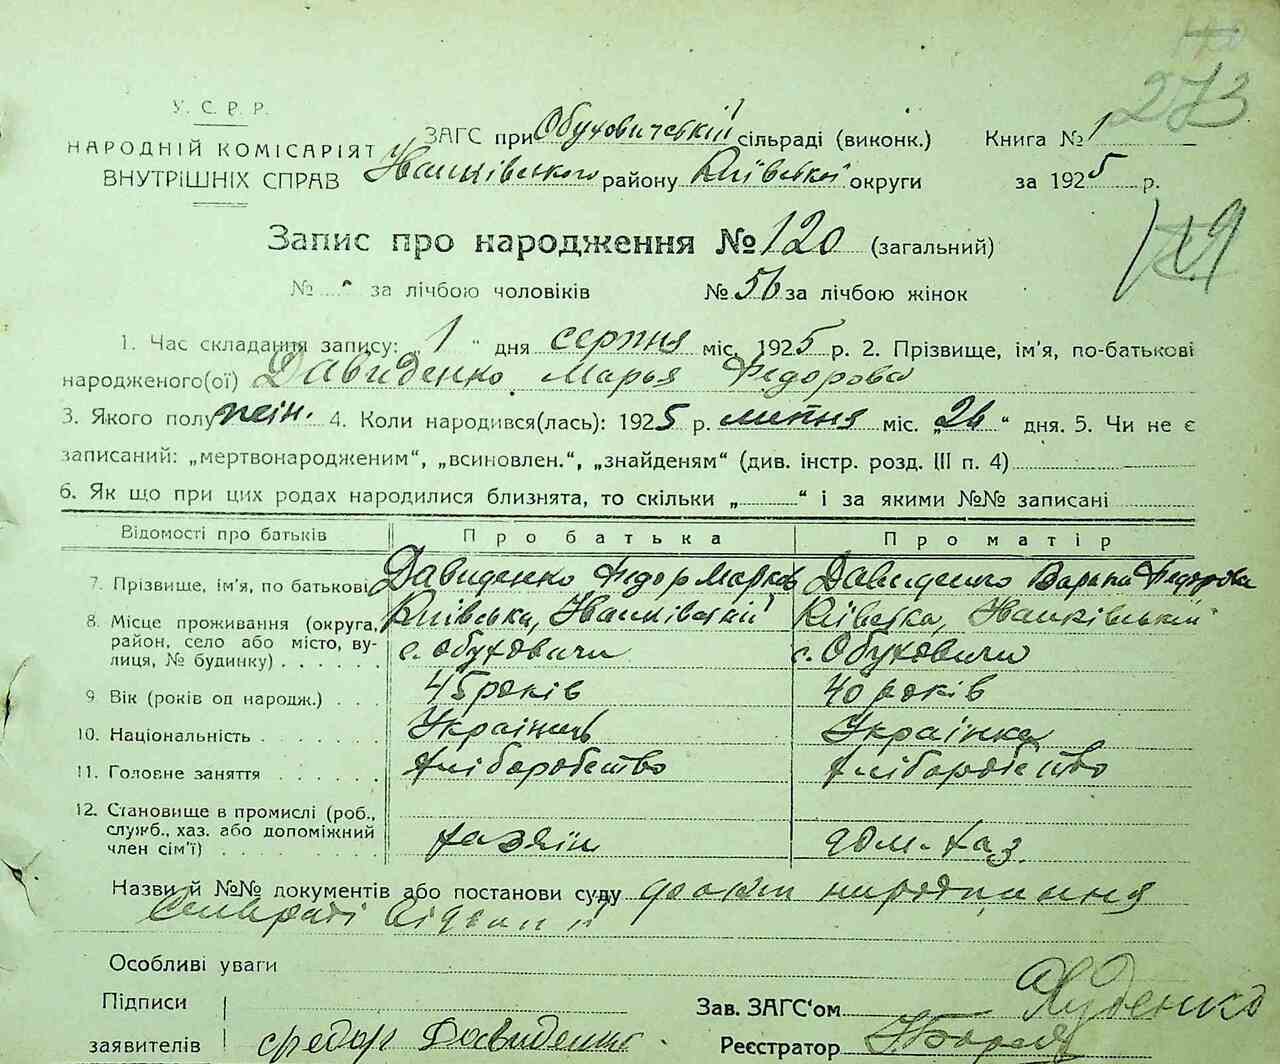 273
У. С. Р. Р.
НАРОДНІЙ КОМІСАРІЯТ
ВНУТРІШНІХ СПРАВ
ЗАГС при Обуховичській сільраді (виконк.) Книга № 1
Іванківського району Київської округи за 1925 р.
Запис про народження № 120 (загальний)
№ " за лічбою чоловіків № 56 за лічбою жінок
1. Час складання запису: „1“ дня серпня міс. 1925 р. 2. Прізвище, ім'я, по-батькові
народженого(ої) Давиденко Марья Федорова
3. Якого полу жін. 4. Коли народився(лась): 1925 р. липня міс. „26“ дня. 5. Чи не є
записаний: „мертвонародженим“, „всиновлен.“, „знайденям“ (див. інстр. розд. III п. 4)
6. Як що при цих родах народилися близнята, то скільки „ “ і за якими №№ записані
Відомості про батьків Про батька Про матір
7. Прізвище, ім'я, по батькові Давиденко Федор Марков Давиденко Варька Федорова
8. Місце проживання (округа, Київська, Іванківський Київська, Іванківський
район, село або місто, ву- с. Обуховичи с. Обуховичи
лиця, № будинку)
9 Вік (років од народж.) 45 років 40 років
10. Національність Українець Українка
11. Головне заняття Хліборобство Хліборобство
12. Становище в промислі (роб.,
служб., хаз. або допоміжний хазяїн дом. хаз.
член сім'ї)
Назви й №№ документів або постанови суду
Особливі уваги
Підписи Зав. ЗАГС'ом
заявителів Федор Давиденко Реєстратор